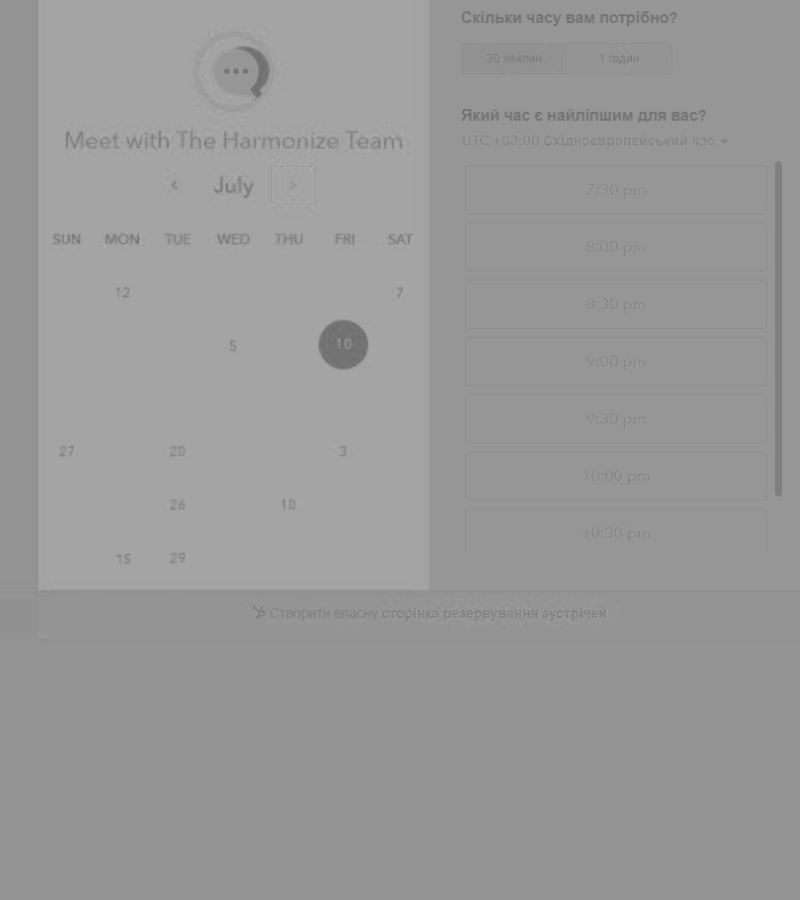 Meet with The Harmonize Team
July
SUN MON TUE WED THU FRI SAT
12 7
5 10
27 20 3
26 10
15 29
Скільки часу вам потрібно?
30 хвилин 1 годин
Який час є найліпшим для вас?
UTC +03:00 Східноєвропейський час
7:30 pm
8:00 pm
8:30 pm
9:00 pm
9:30 pm
10:00 pm
10:30 pm
Створити власну сторінка резервування зустрічей